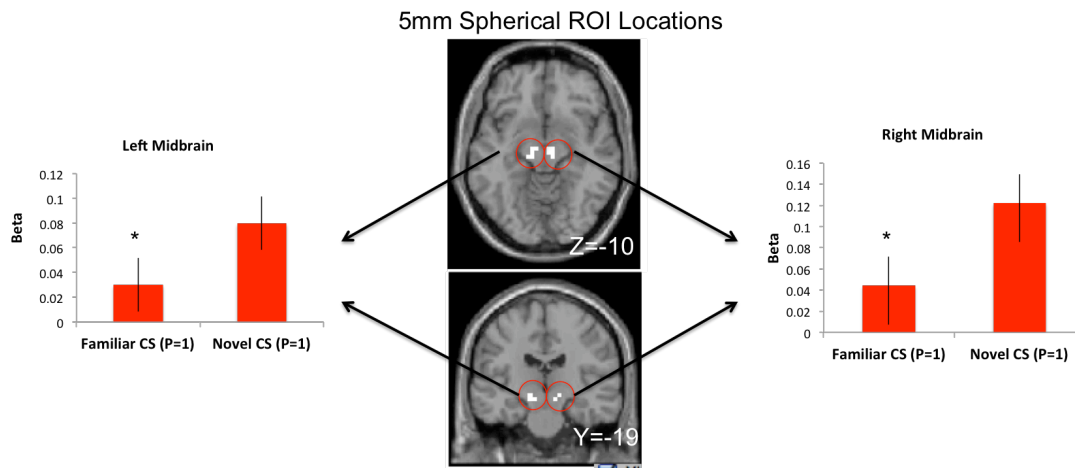 5mm Spherical ROI Locations
Left Midbrain
Beta
0.12
0.1
0.08
0.06
0.04
0.02
0
*
Familiar CS (P=1) Novel CS (P=1)
Z=-10
Y=-19
Right Midbrain
Beta
0.16
0.14
0.12
0.1
0.08
0.06
0.04
0.02
0
*
Familiar CS (P=1) Novel CS (P=1)